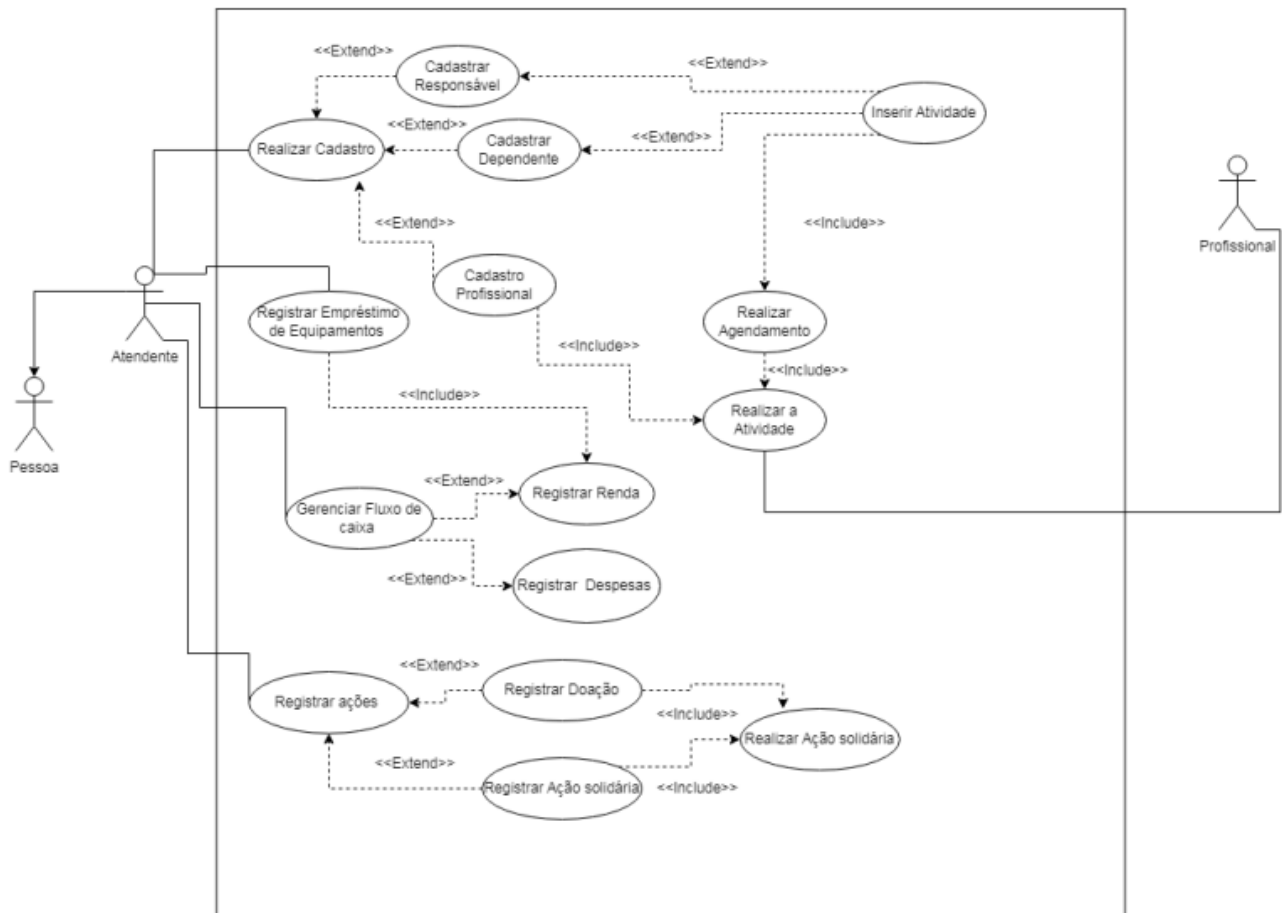 <<Extend>>
Cadastrar
Responsável
<<Extend>>
Inserir Atividade
<<Extend>>
Cadastrar
Dependente
<<Extend>>
Realizar Cadastro
<<Extend>>
<<Include>>
Profissional
Cadastro
Profissional
Registrar Empréstimo
de Equipamentos
Realizar
Agendamento
Atendente
<<Include>>
<<Include>>
<<Include>>
Realizar a
Atividade
Pessoa
<<Extend>>
Registrar Renda
Gerenciar Fluxo de
caixa
<<Extend>>
Registrar Despesas
<<Extend>>
Registrar Doação
Registrar ações
<<Include>>
Realizar Ação solidária
<<Extend>>
Registrar Ação solidária
<<Include>>